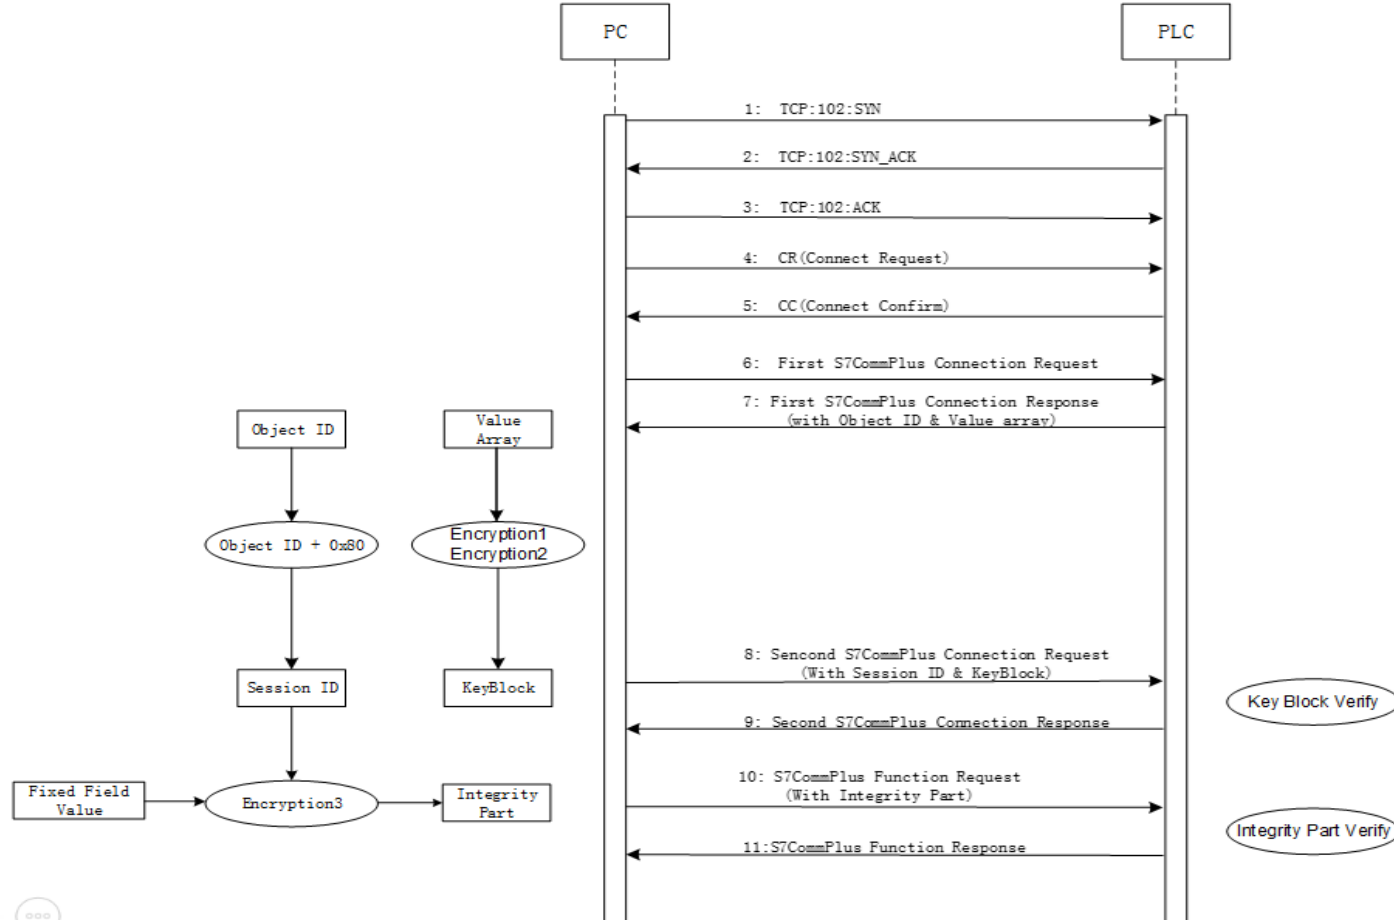 PC
PLC
1: TCP:102:SYN
2: TCP:102:SYN_ACK
3: TCP:102:ACK
4: CR(Connect Request)
5: CC(Connect Confirm)
6: First S7CommPlus Connection Request
7: First S7CommPlus Connection Response
(with Object ID & Value array)
Object ID
Value
Array
Object ID + 0x80
Encryption1
Encryption2
8: Sencond S7CommPlus Connection Request
(With Session ID & KeyBlock)
Session ID
KeyBlock
Key Block Verify
9: Second S7CommPlus Connection Response
10: S7CommPlus Function Request
(With Integrity Part)
Fixed Field
Value
Encryption3
Integrity
Part
Integrity Part Verify
11:S7CommPlus Function Response